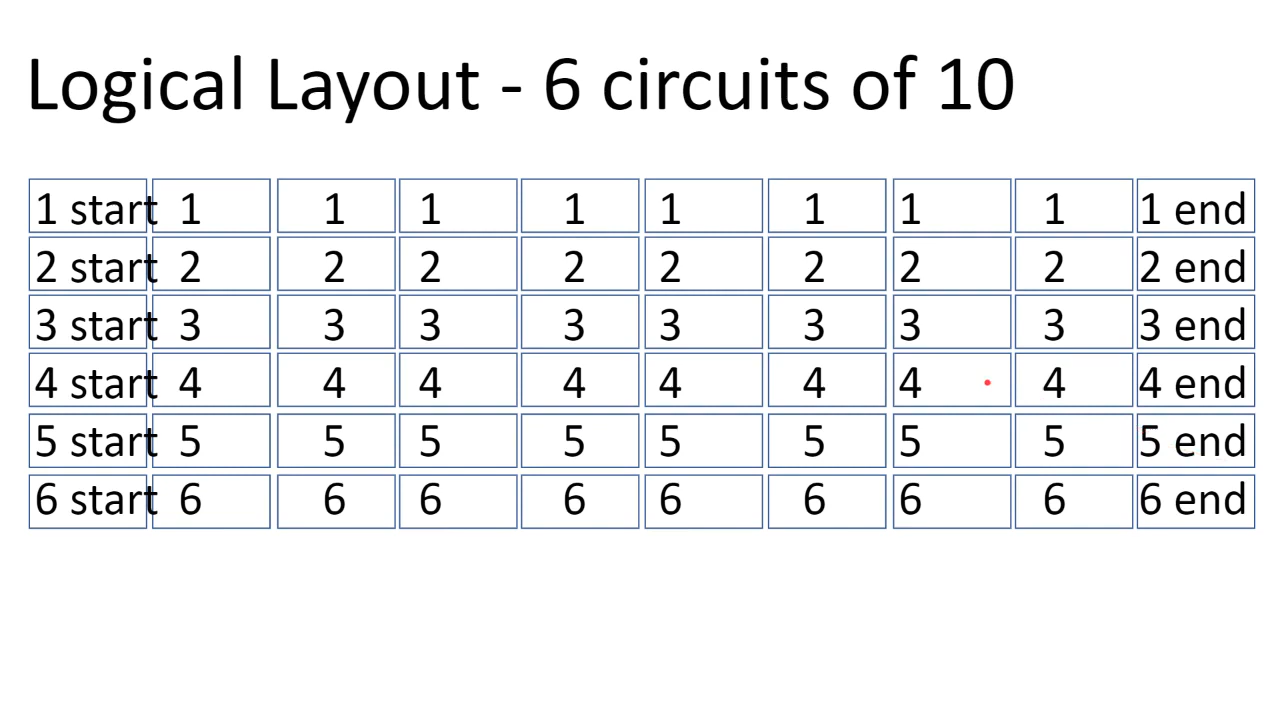 Logical Layout - 6 circuits of 10
1 start 1 1 1 1 1 1 1 1 1 end
2 start 2 2 2 2 2 2 2 2 2 end
3 start 3 3 3 3 3 3 3 3 3 end
4 start 4 4 4 4 4 4 4 4 4 end
5 start 5 5 5 5 5 5 5 5 5 end
6 start 6 6 6 6 6 6 6 6 6 end